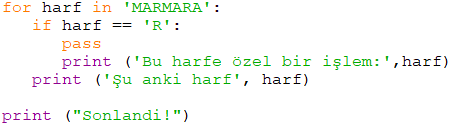 for harf in 'MARMARA':
if harf == 'R':
pass
print ('Bu harfe özel bir işlem:',harf)
print ('Şu anki harf', harf)
print ("Sonlandi!")